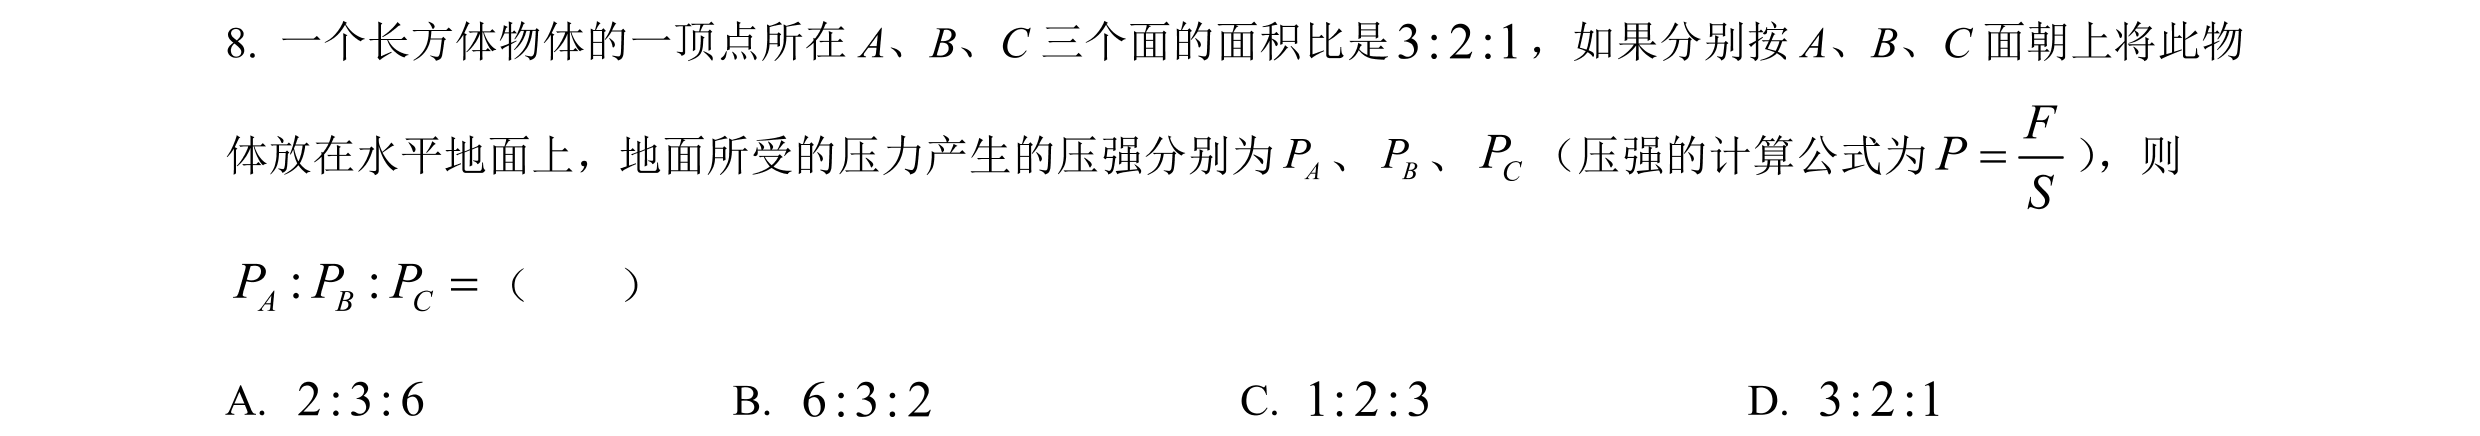 8. 一个长方体物体的一顶点所在 A、B、C 三个面的面积比是3:2:1，如果分别按 A、B、C 面朝上将此物
体放在水平地面上，地面所受的压力产生的压强分别为 P_A、P_B、P_C（压强的计算公式为 P = \frac{F}{S}），则
P_A : P_B : P_C = （ ）
A. 2:3:6 B. 6:3:2 C. 1:2:3 D. 3:2:1